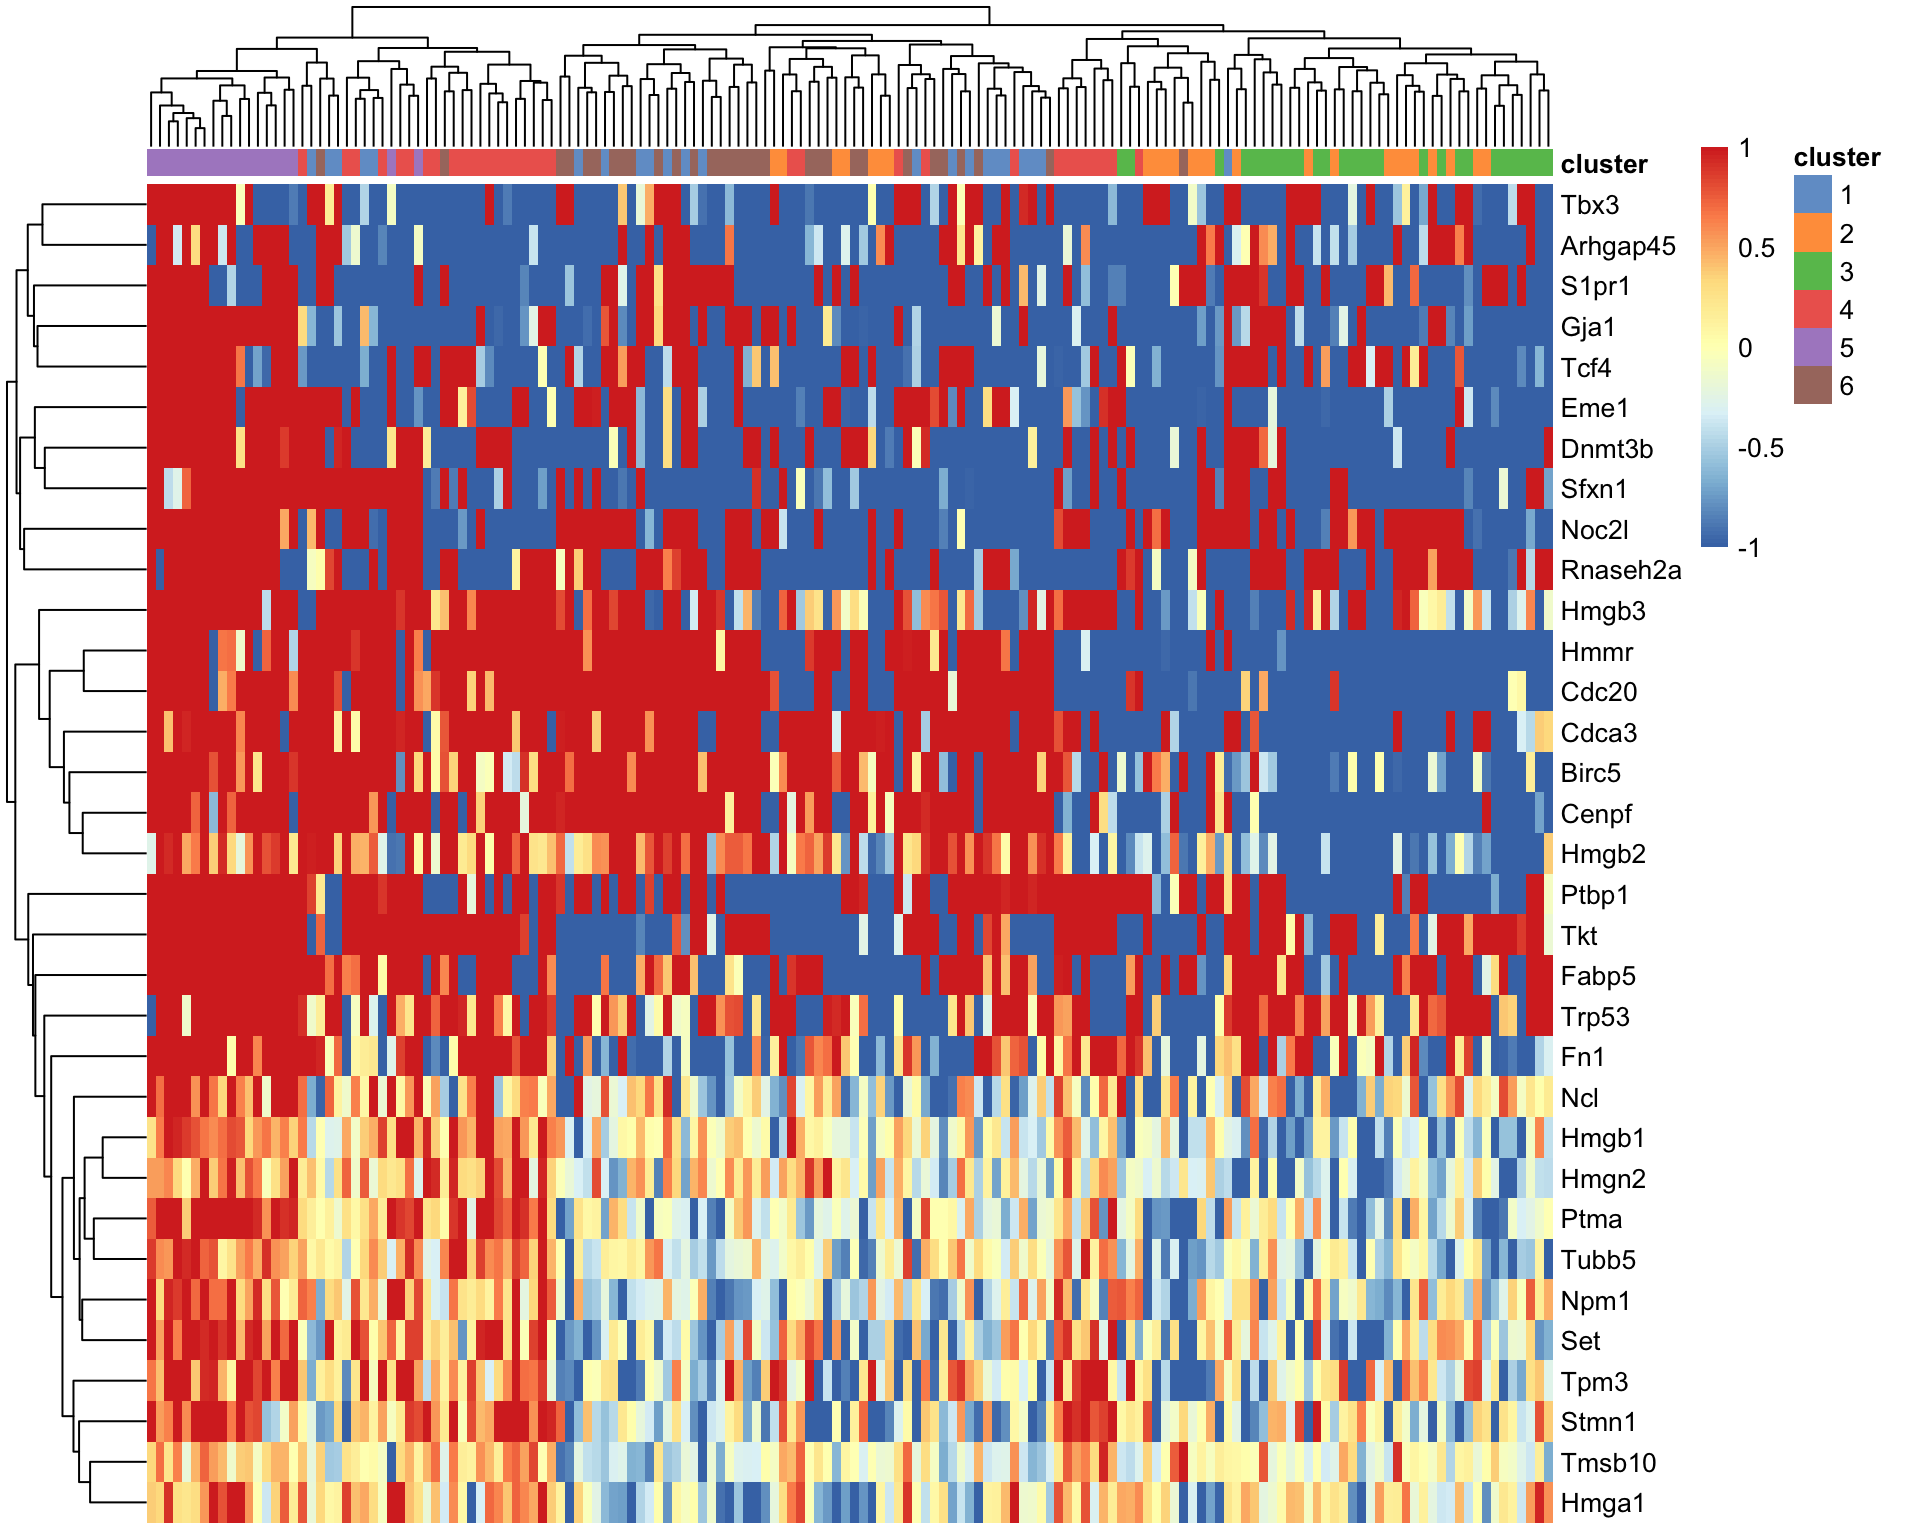 cluster
Tbx3
Arhgap45
S1pr1
Gja1
Tcf4
Eme1
Dnmt3b
Sfxn1
Noc2l
Rnaseh2a
Hmgb3
Hmmr
Cdc20
Cdca3
Birc5
Cenpf
Hmgb2
Ptbp1
Tkt
Fabp5
Trp53
Fn1
Ncl
Hmgb1
Hmgn2
Ptma
Tubb5
Npm1
Set
Tpm3
Stmn1
Tmsb10
Hmga1
1
0.5
0
-0.5
-1
cluster
1
2
3
4
5
6